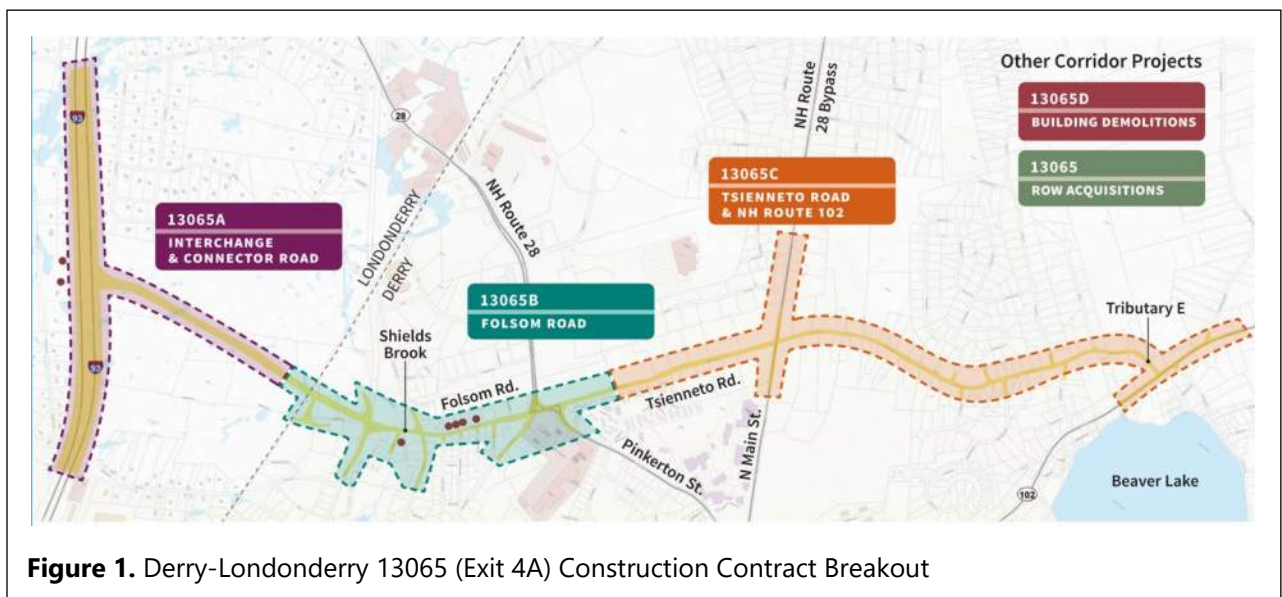 Other Corridor Projects
13065D
BUILDING DEMOLITIONS
13065
ROW ACQUISITIONS
NH Route
28 Bypass
93
28
NH Route 28
13065C
TSIENNETO ROAD
& NH ROUTE 102
13065A
INTERCHANGE
& CONNECTOR ROAD
LONDONDERRY
DERRY
13065B
FOLSOM ROAD
Tributary E
Shields
Brook
93
Folsom Rd.
Tsienneto Rd.
Pinkerton St.
N Main St.
102
Beaver Lake
Figure 1. Derry-Londonderry 13065 (Exit 4A) Construction Contract Breakout